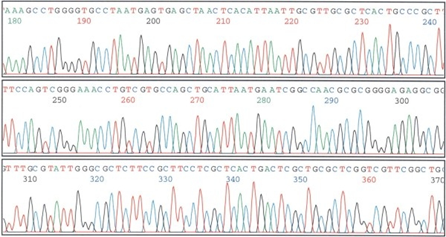 AAAGCCTGGGGTGCCTAATGAGTGAGCTAACTCACATTAATTGCGTTGCGCTCACTGCCCGCTT
180 190 200 210 220 230 240
TTCCAGTCGGGAAACCTGTCGTGCCAGCTGCATTAATGAATCGGCCAACGCGCGGGGAGAGGCGG
250 260 270 280 290 300
GTTTGCGTATTGGGCGCTCTTCCGCTTCCTCGCTCACTGACTCGCTGCGCTCGGTCGTTCGGCTG
310 320 330 340 350 360 370